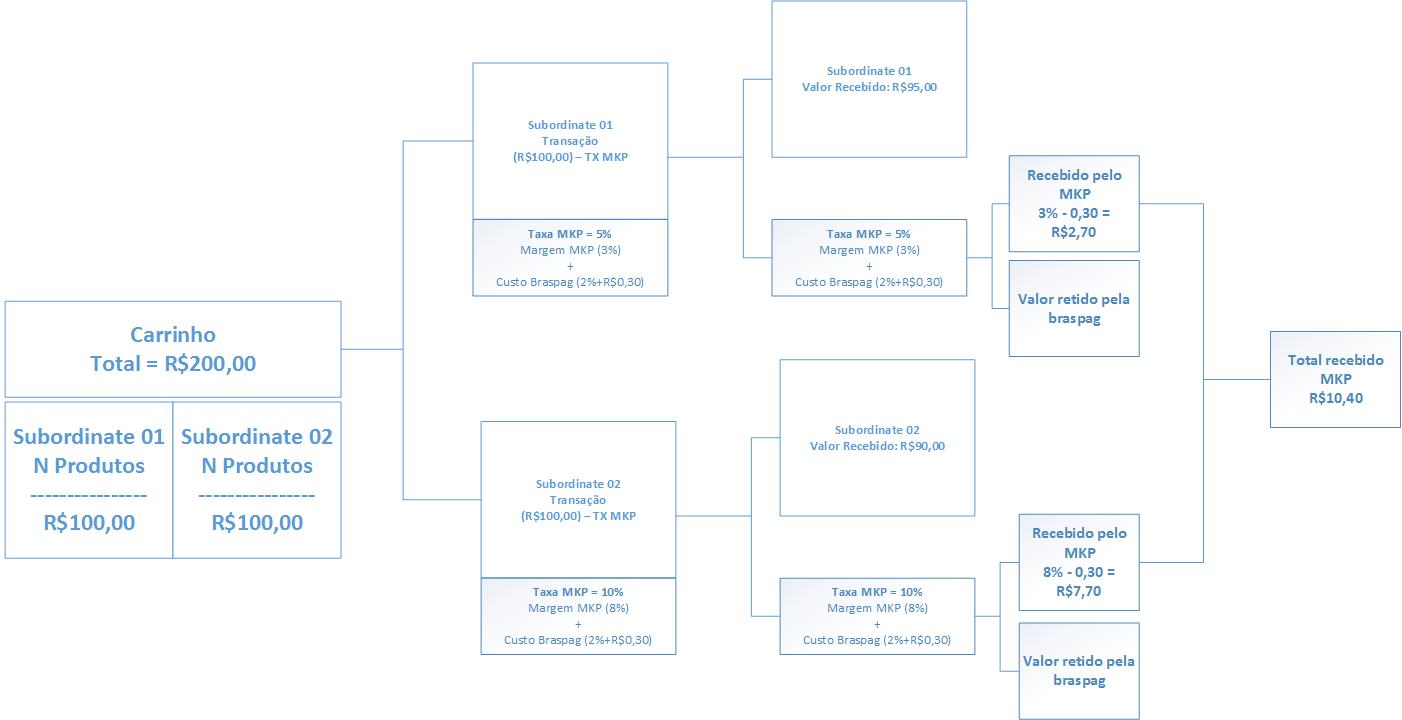 Carrinho
Total = R$200,00
Subordinate 01
N Produtos
----------------
R$100,00
Subordinate 02
N Produtos
----------------
R$100,00
Subordinate 01
Transação
(R$100,00) – TX MKP
Taxa MKP = 5%
Margem MKP (3%)
+
Custo Braspag (2%+R$0,30)
Subordinate 01
Valor Recebido: R$95,00
Taxa MKP = 5%
Margem MKP (3%)
+
Custo Braspag (2%+R$0,30)
Recebido pelo
MKP
3% - 0,30 =
R$2,70
Valor retido pela
braspag
Subordinate 02
Transação
(R$100,00) – TX MKP
Taxa MKP = 10%
Margem MKP (8%)
+
Custo Braspag (2%+R$0,30)
Subordinate 02
Valor Recebido: R$90,00
Taxa MKP = 10%
Margem MKP (8%)
+
Custo Braspag (2%+R$0,30)
Recebido pelo
MKP
8% - 0,30 =
R$7,70
Valor retido pela
braspag
Total recebido
MKP
R$10,40